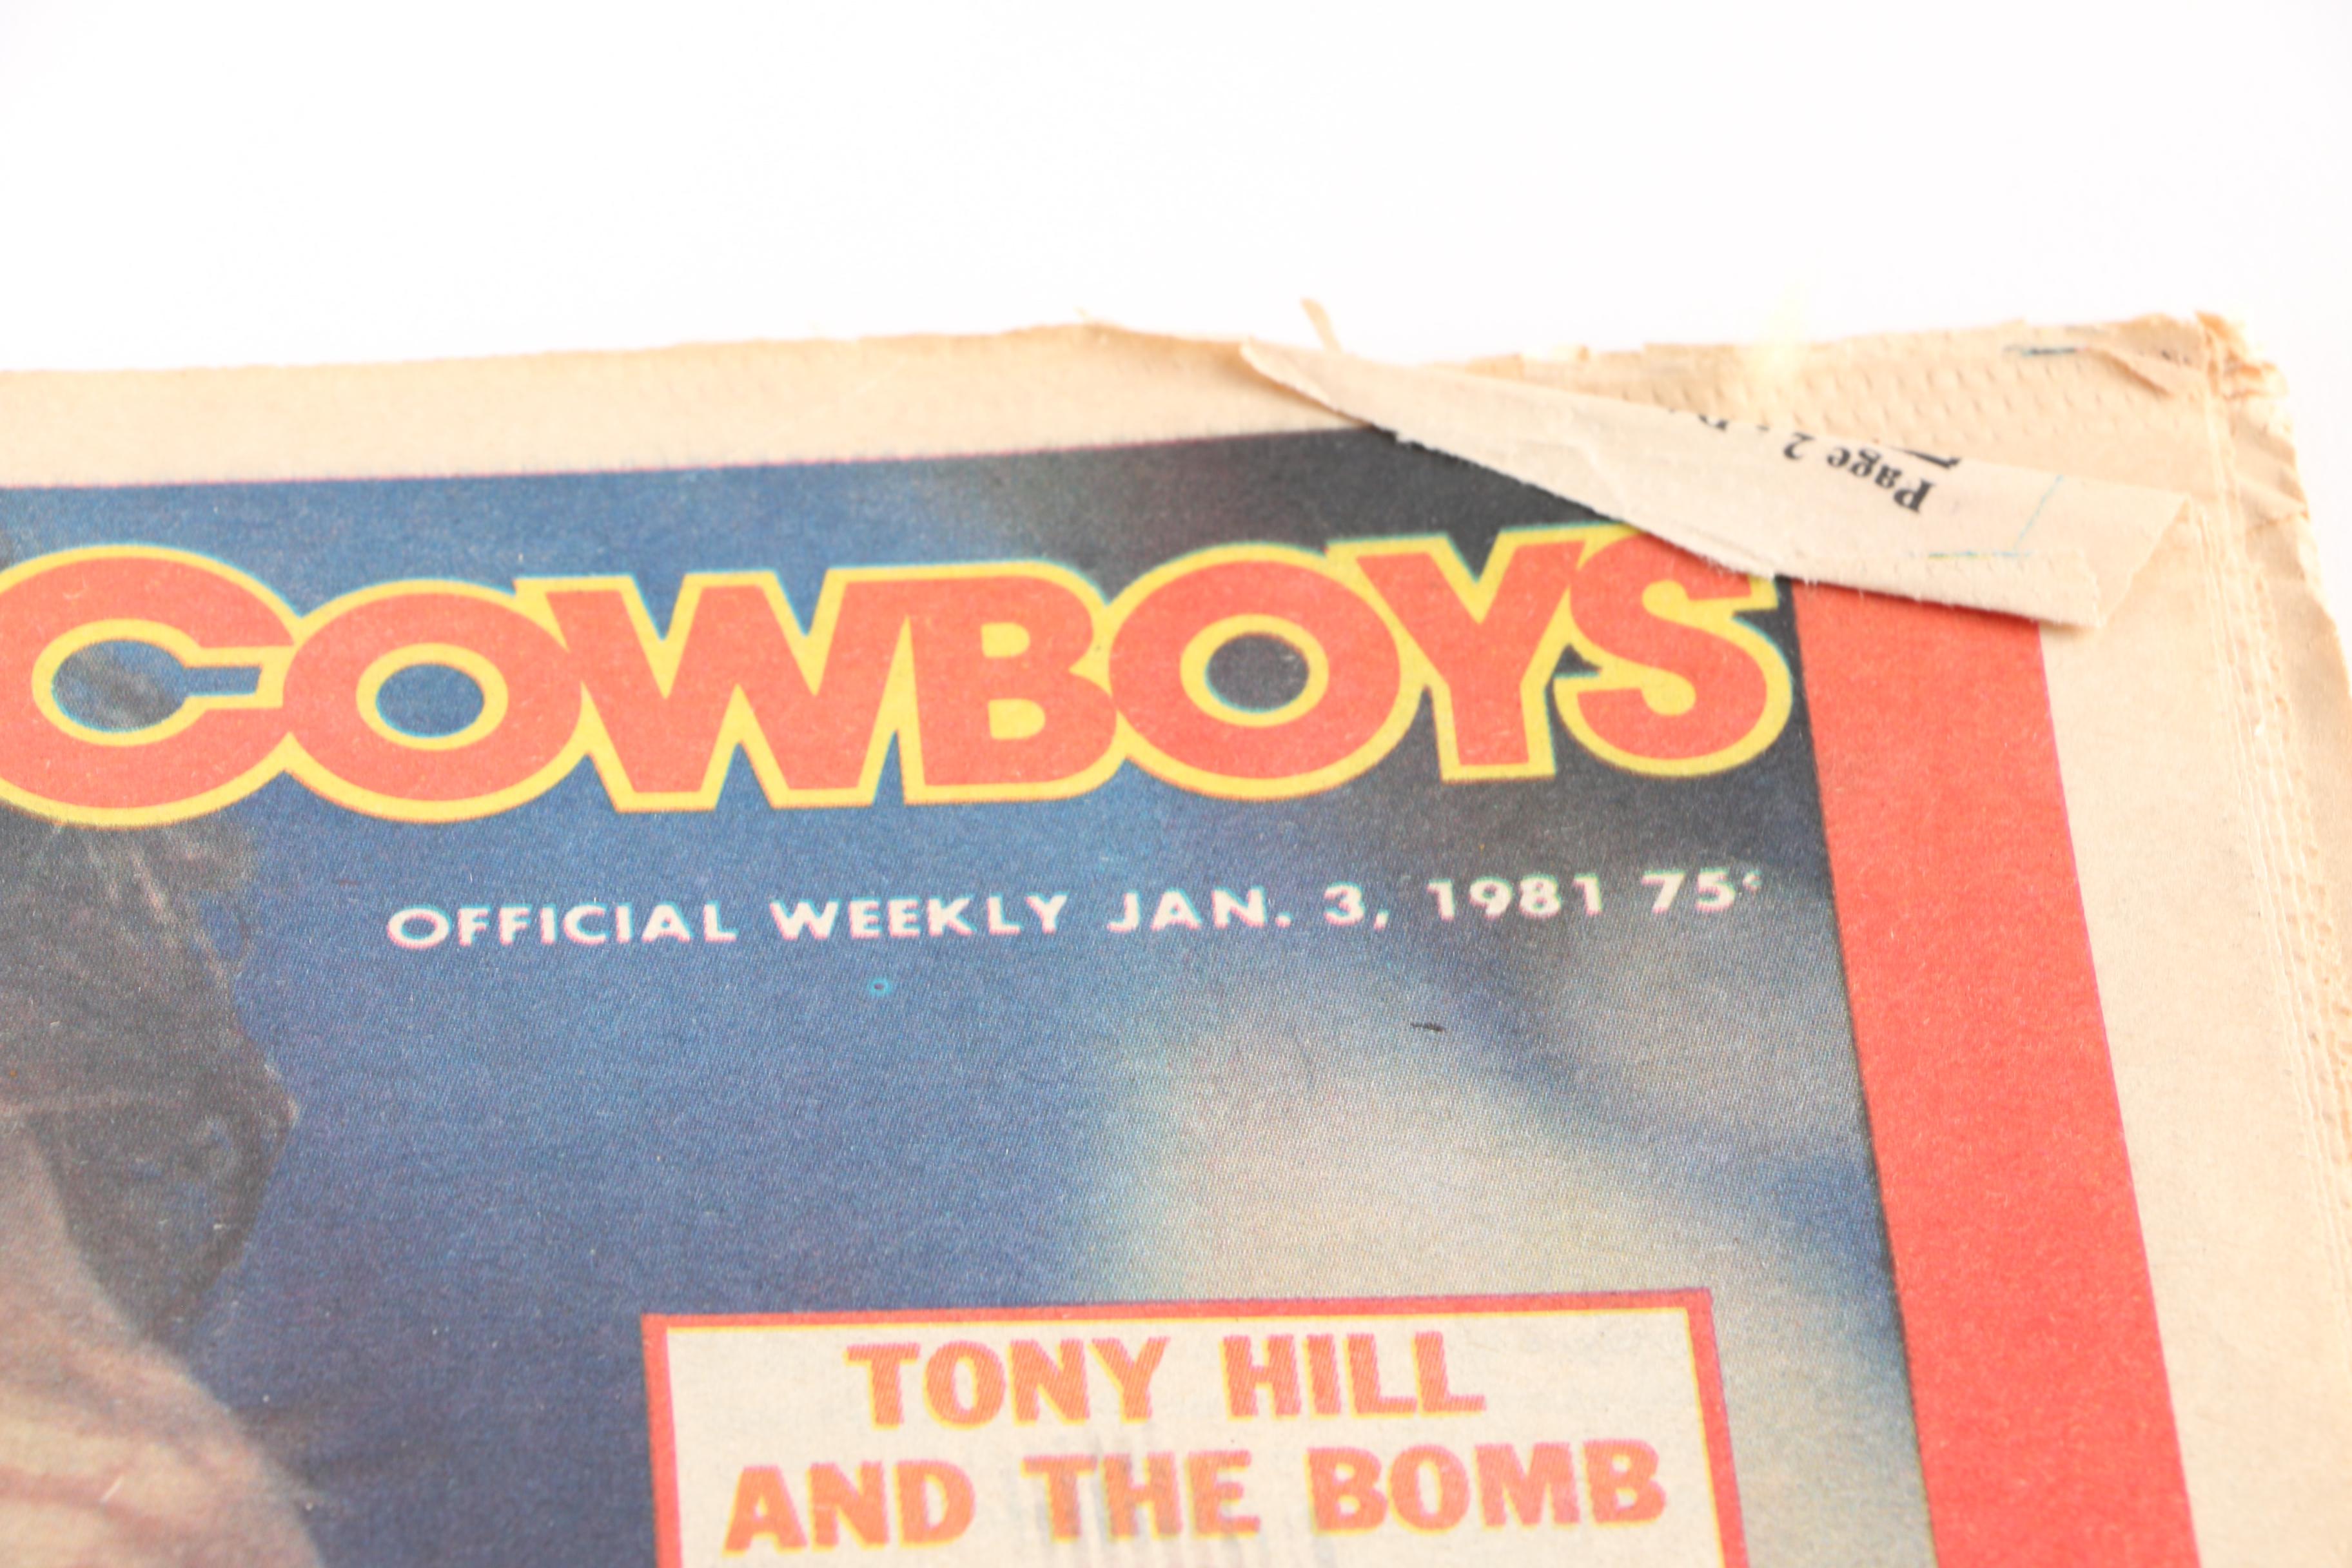 COWBOYS
OFFICIAL WEEKLY JAN. 3, 1981 75¢
Page 2
TONY HILL
AND THE BOMB